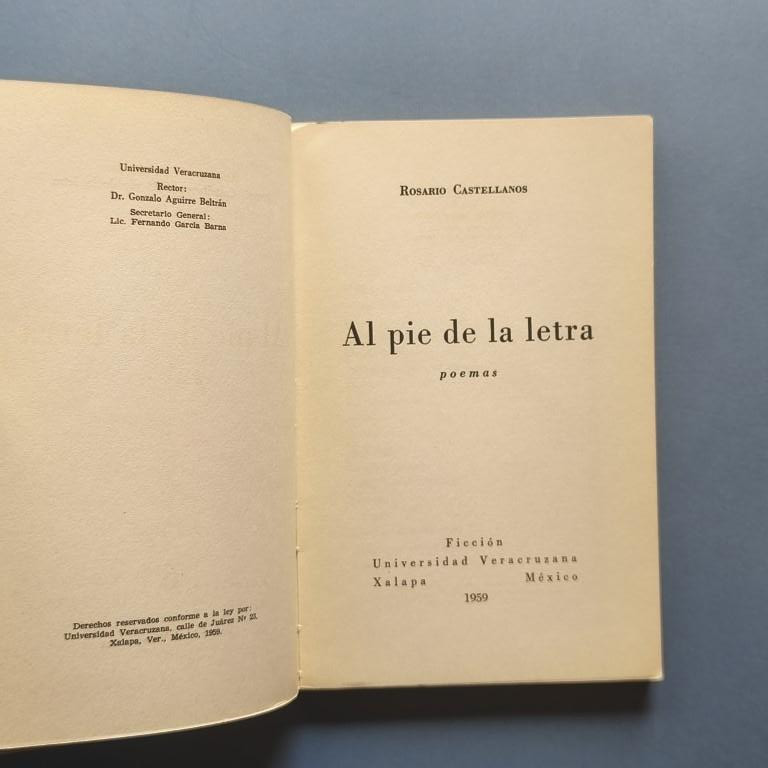 Universidad Veracruzana
Rector:
Dr. Gonzalo Aguirre Beltrán
Secretario General:
Lic. Fernando García Barna
Derechos reservados conforme a la ley por:
Universidad Veracruzana, calle de Juárez Nº 23.
Xalapa, Ver., México, 1959.
Rosario Castellanos
Al pie de la letra
poemas
Ficción
Universidad Veracruzana
Xalapa México
1959